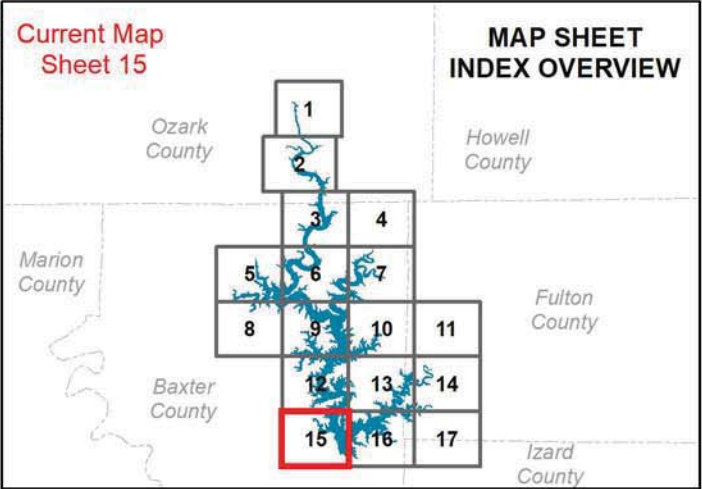 Current Map
Sheet 15
MAP SHEET
INDEX OVERVIEW
1
Ozark
County
Howell
County
2
3 4
Marion
County
5 6 7
Fulton
County
8 9 10 11
Baxter
County
12 13 14
15 16 17
Izard
County